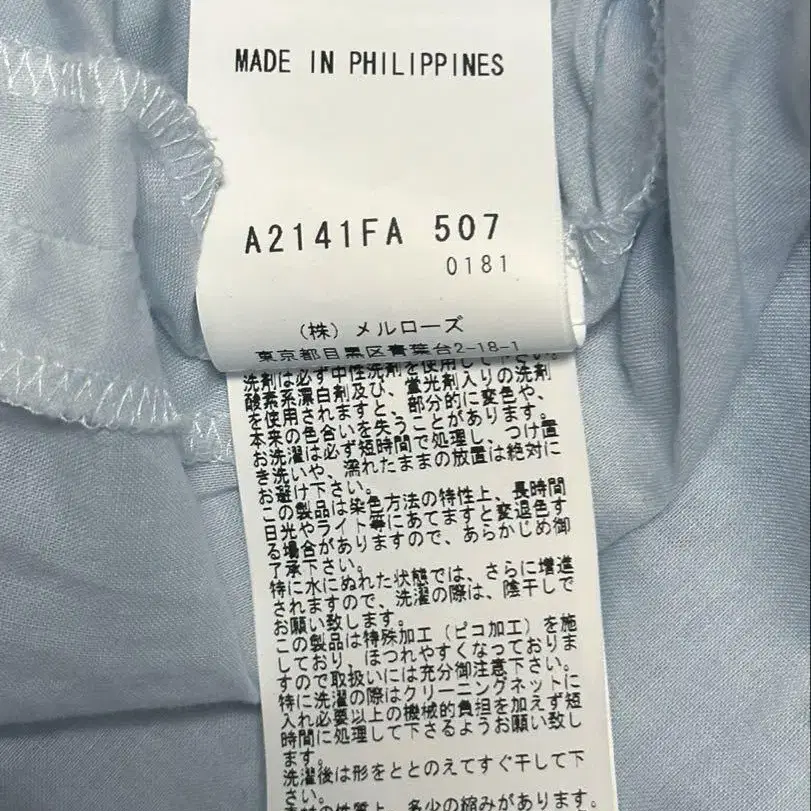 MADE IN PHILIPPINES
A2141FA 507
0181
(株) メルローズ
東京都目黒区青葉台2-18-1
洗剤は必ず中性洗剤を使用して下さい。
酸素系漂白剤及び、蛍光剤入りの洗剤
を使用されますと、部分的に変色や、
本来の色合いを失うことがあります。
お洗濯は必ず短時間で処理し、つけ置
き洗いや、濡れたままの放置は絶対に
お避け下さい。
この製品は染色方法の特性上、長時間
日光やライト等にあてますと変退色す
る場合がありますので、あらかじめ御
了承下さい。
特に水にぬれた状態では、さらに増進
されますので、洗濯の際は、陰干しで
お願い致します。
この製品は特殊加工(ピコ加工)を施
しており、ほつれやすくなっておりま
すので取扱いには充分御注意下さい。
特に洗濯の際はクリーニングネットに
入れ必要以上の機械的負担を加えず短
時間に処理して下さるようお願い致し
ます。
洗濯後は形をととのえてすぐ干して下
さい。
性質上、多少の縮みがあります。